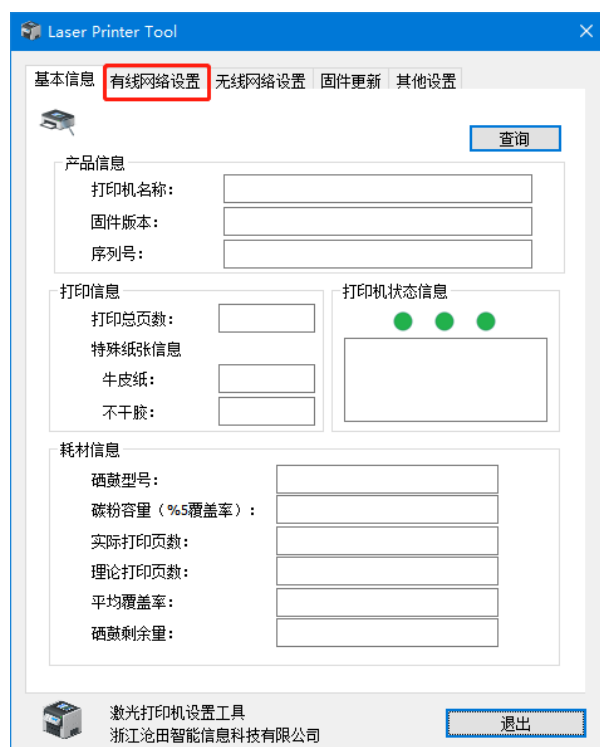 Laser Printer Tool
基本信息 有线网络设置 无线网络设置 固件更新 其他设置
查询
产品信息
打印机名称：
固件版本：
序列号：
打印信息
打印总页数：
特殊纸张信息
牛皮纸：
不干胶：
打印机状态信息
耗材信息
硒鼓型号：
碳粉容量（%5覆盖率）：
实际打印页数：
理论打印页数：
平均覆盖率：
硒鼓剩余量：
激光打印机设置工具
浙江沧田智能信息科技有限公司
退出